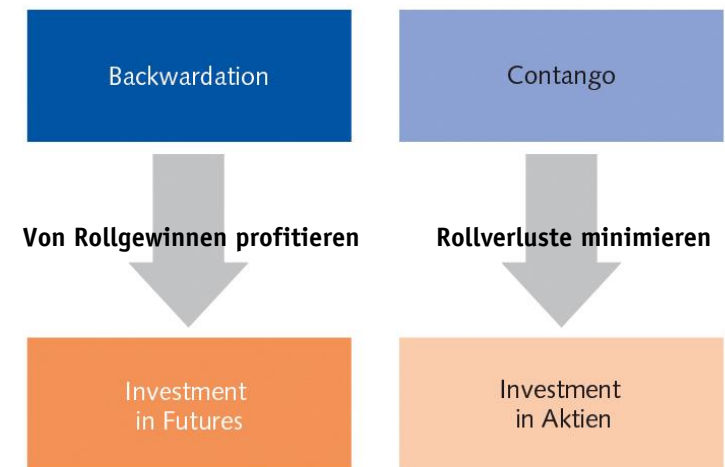 Backwardation
Contango
Von Rollgewinnen profitieren
Rollverluste minimieren
Investment
in Futures
Investment
in Aktien